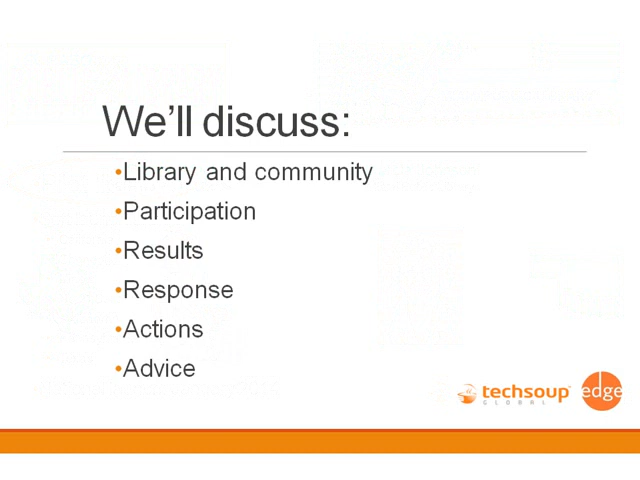 We'll discuss:
•Library and community
•Participation
•Results
•Response
•Actions
•Advice
techsoup
GLOBAL
edge